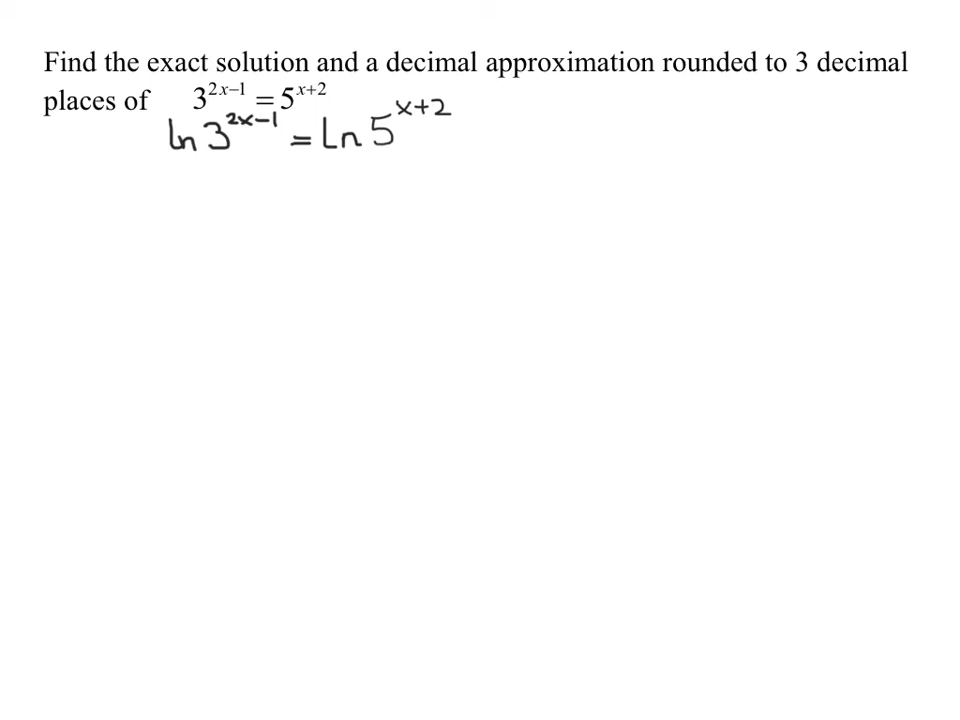 Find the exact solution and a decimal approximation rounded to 3 decimal
places of 3^{2x−1} = 5^{x+2}
ln 3^{2x−1} = ln 5^{x+2}